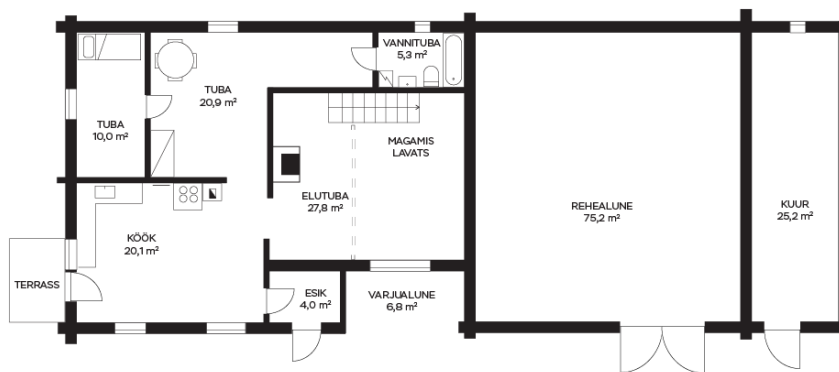 VANNITUBA
5,3 m²
TUBA
20,9 m²
TUBA
10,0 m²
MAGAMIS
LAVATS
ELUTUBA
27,8 m²
REHEALUNE
75,2 m²
KUUR
25,2 m²
KÖÖK
20,1 m²
TERRASS
ESIK
4,0 m²
VARJUALUNE
6,8 m²